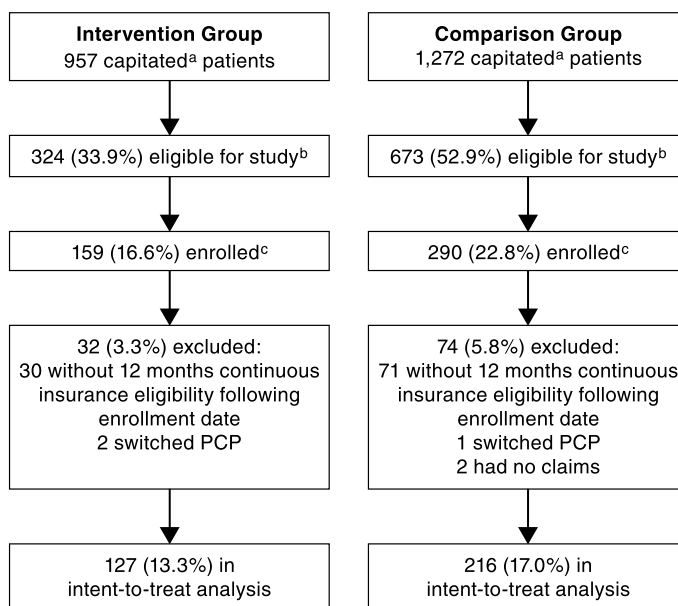 Intervention Group
957 capitatedᵃ patients
324 (33.9%) eligible for studyᵇ
159 (16.6%) enrolledᶜ
32 (3.3%) excluded:
30 without 12 months continuous
insurance eligibility following
enrollment date
2 switched PCP
127 (13.3%) in
intent-to-treat analysis
Comparison Group
1,272 capitatedᵃ patients
673 (52.9%) eligible for studyᵇ
290 (22.8%) enrolledᶜ
74 (5.8%) excluded:
71 without 12 months continuous
insurance eligibility following
enrollment date
1 switched PCP
2 had no claims
216 (17.0%) in
intent-to-treat analysis